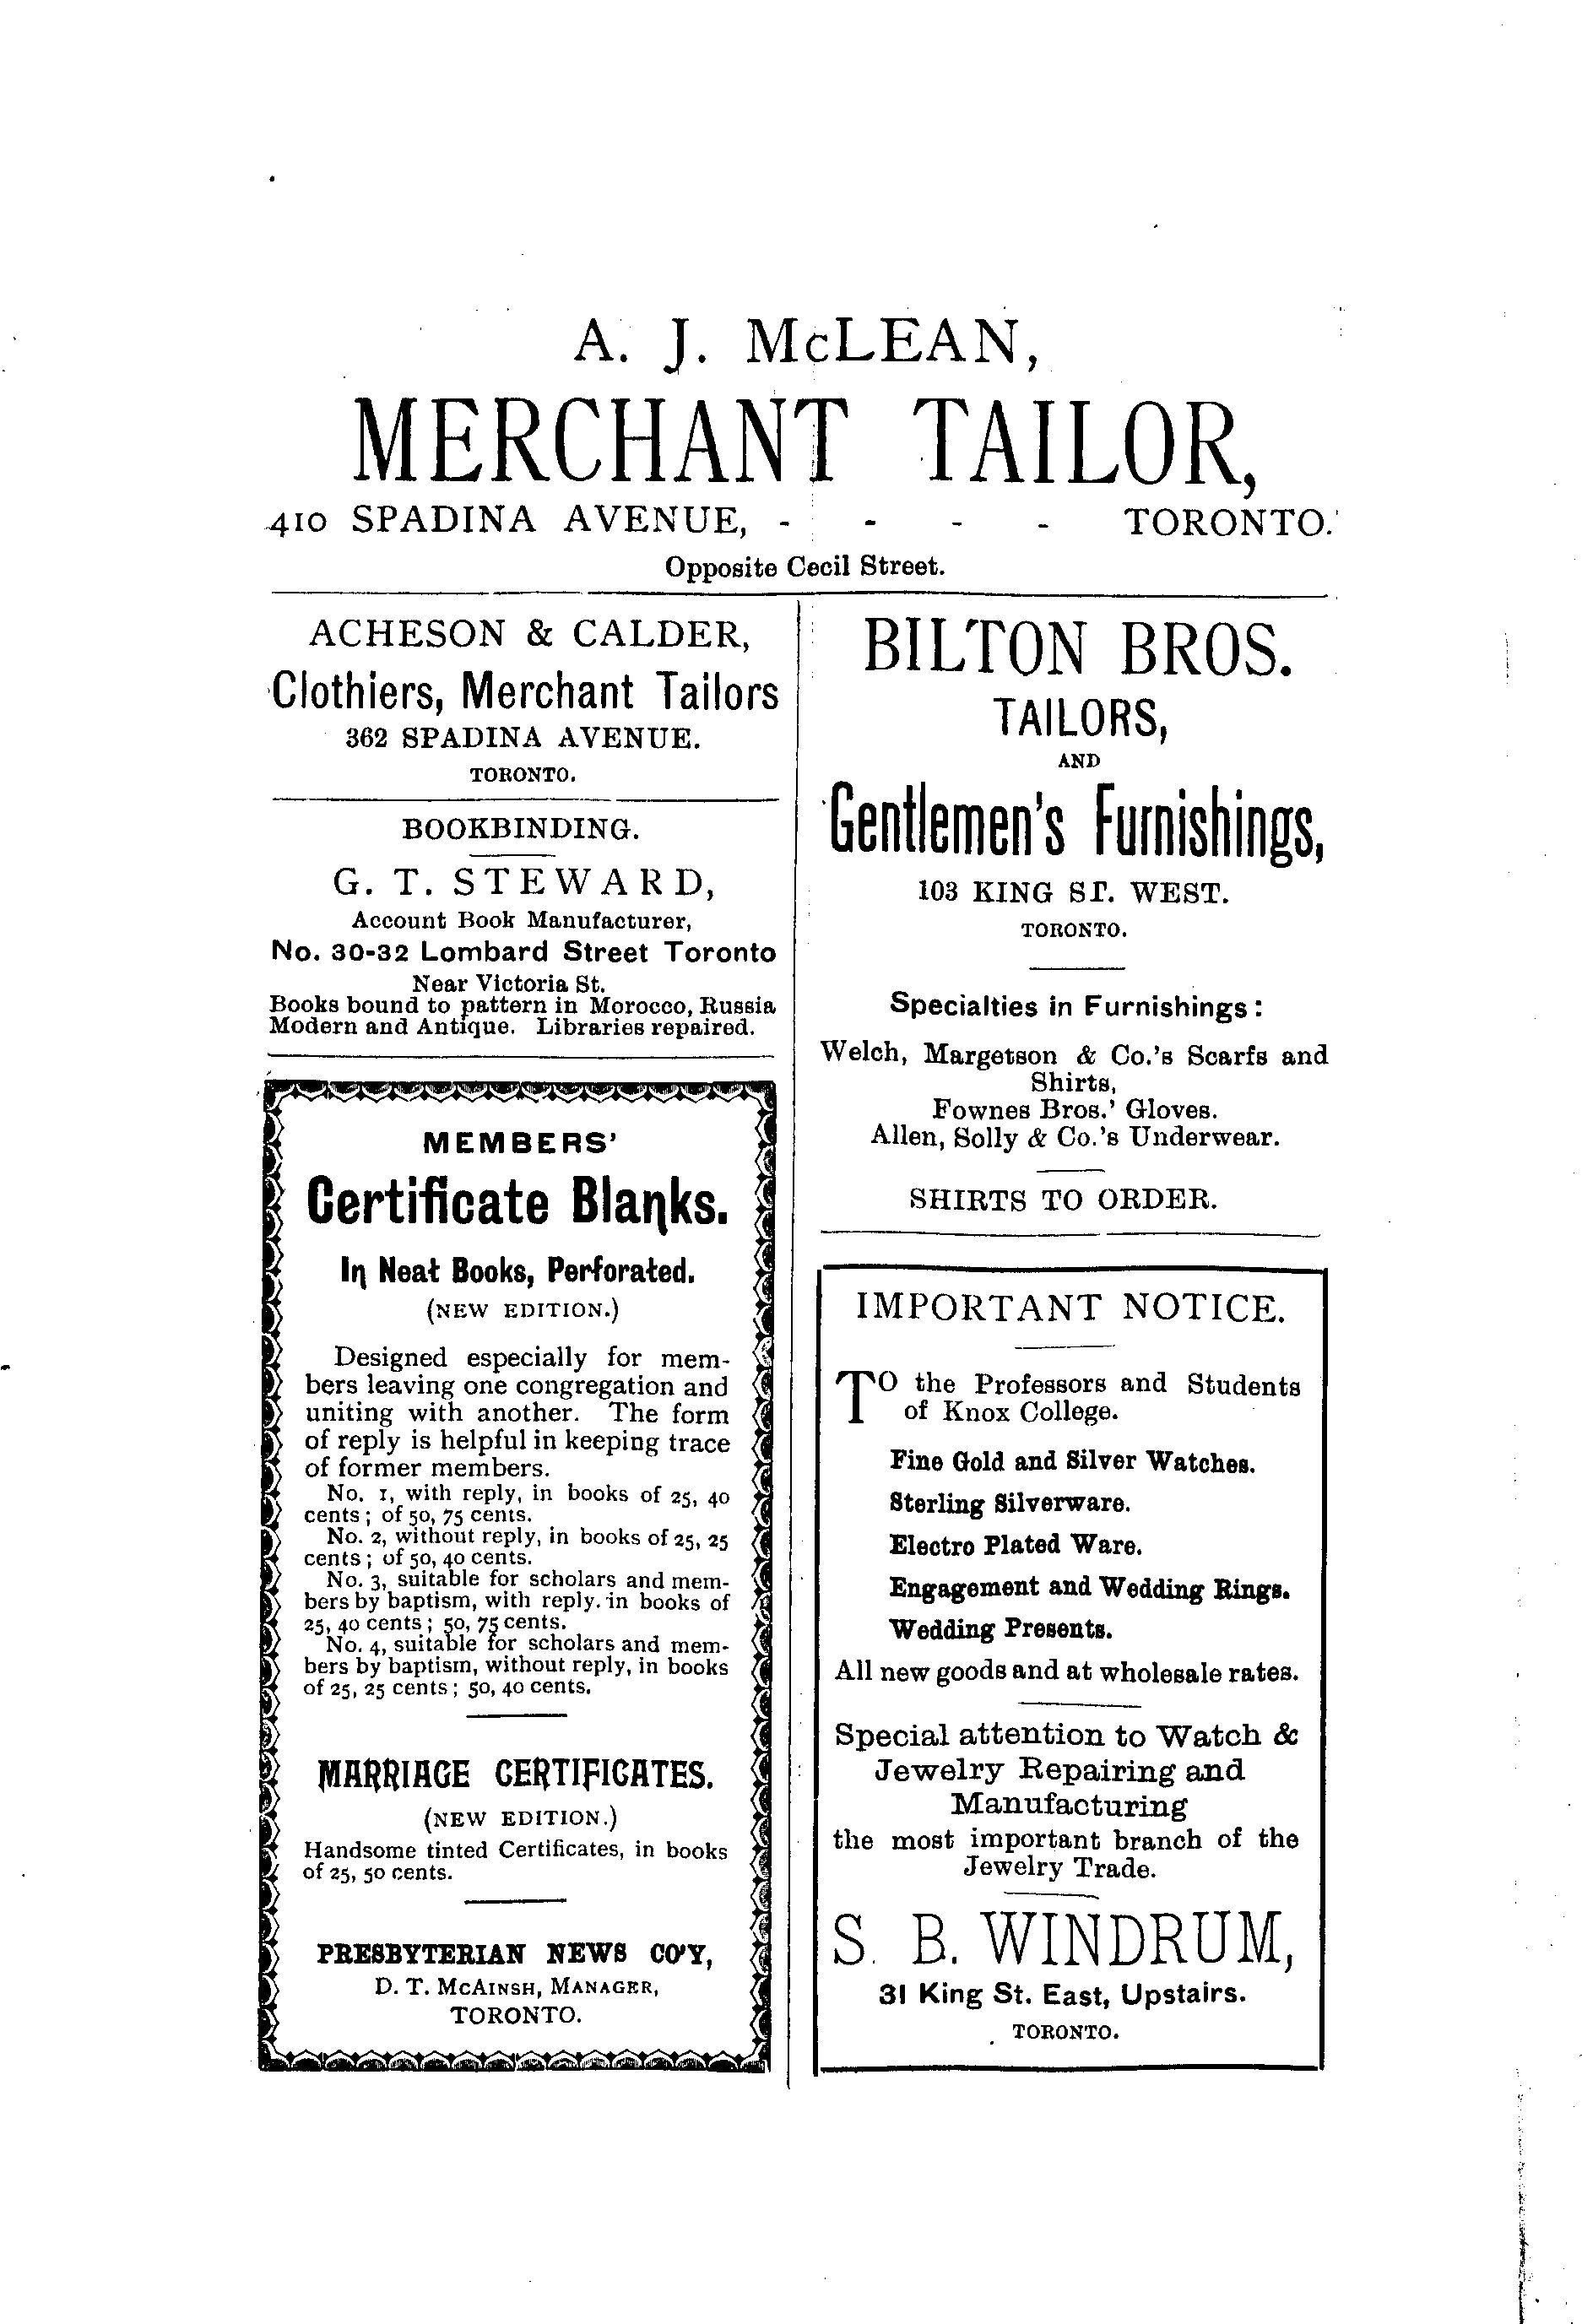 A. J. McLEAN,
MERCHANT TAILOR,
410 SPADINA AVENUE, - - - - TORONTO.
Opposite Cecil Street.
ACHESON & CALDER,
Clothiers, Merchant Tailors
362 SPADINA AVENUE.
TORONTO.
BOOKBINDING.
G. T. STEWARD,
Account Book Manufacturer,
No. 30-32 Lombard Street Toronto
Near Victoria St.
Books bound to pattern in Morocco, Russia
Modern and Antique. Libraries repaired.
MEMBERS'
Certificate Blanks.
In Neat Books, Perforated.
(NEW EDITION.)
Designed especially for mem-
bers leaving one congregation and
uniting with another. The form
of reply is helpful in keeping trace
of former members.
No. 1, with reply, in books of 25, 40
cents; of 50, 75 cents.
No. 2, without reply, in books of 25, 25
cents; of 50, 40 cents.
No. 3, suitable for scholars and mem-
bers by baptism, with reply. in books of
25, 40 cents; 50, 75 cents.
No. 4, suitable for scholars and mem-
bers by baptism, without reply, in books
of 25, 25 cents; 50, 40 cents.
MARRIAGE CERTIFICATES.
(NEW EDITION.)
Handsome tinted Certificates, in books
of 25, 50 cents.
PRESBYTERIAN NEWS CO'Y,
D. T. McAINSH, MANAGER,
TORONTO.
BILTON BROS.
TAILORS,
AND
Gentlemen's Furnishings,
103 KING ST. WEST.
TORONTO.
Specialties in Furnishings:
Welch, Margetson & Co.'s Scarfs and
Shirts,
Fownes Bros.' Gloves.
Allen, Solly & Co.'s Underwear.
SHIRTS TO ORDER.
IMPORTANT NOTICE.
TO the Professors and Students
of Knox College.
Fine Gold and Silver Watches.
Sterling Silverware.
Electro Plated Ware.
Engagement and Wedding Rings.
Wedding Presents.
All new goods and at wholesale rates.
Special attention to Watch &
Jewelry Repairing and
Manufacturing
the most important branch of the
Jewelry Trade.
S. B. WINDRUM,
31 King St. East, Upstairs.
TORONTO.